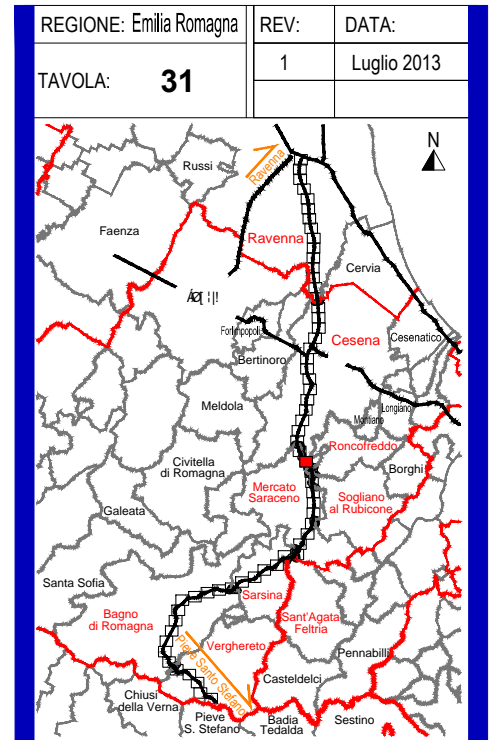 REGIONE: Emilia Romagna
REV:
DATA:
TAVOLA: 31
1
Luglio 2013
N
Russi
Ravenna
Faenza
Ravenna
Cervia
Forlimpopoli
Cesena
Cesenatico
Bertinoro
Meldola
Longiano
Montiano
Roncofreddo
Civitella
di Romagna
Borghi
Mercato
Saraceno
Sogliano
al Rubicone
Galeata
Santa Sofia
Sarsina
Bagno
di Romagna
Sant'Agata
Feltria
Verghereto
Pieve Santo Stefano
Pennabilli
Casteldelci
Chiusi
della Verna
Pieve
S. Stefano
Badia
Tedalda
Sestino